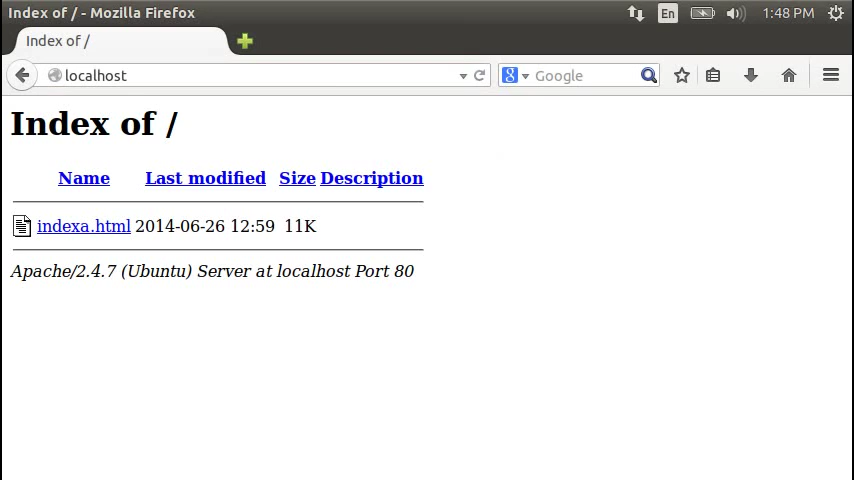 Index of / - Mozilla Firefox
En
1:48 PM
Index of /
localhost
Google
Index of /
Name Last modified Size Description
indexa.html 2014-06-26 12:59 11K
Apache/2.4.7 (Ubuntu) Server at localhost Port 80